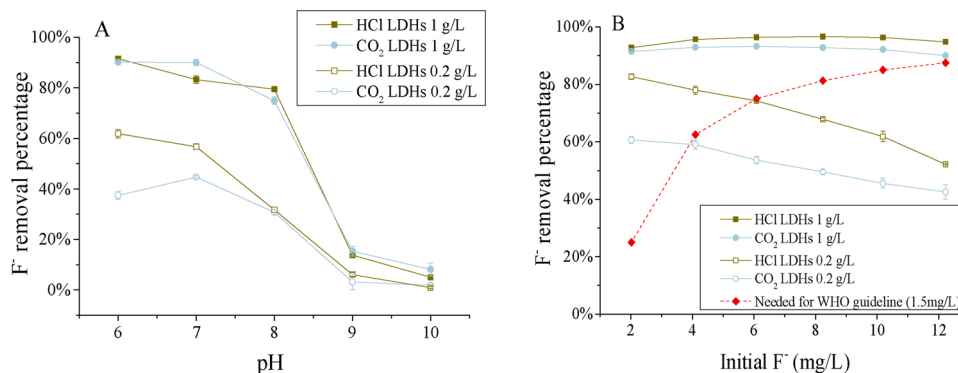 A
HCl LDHs 1 g/L
CO₂ LDHs 1 g/L
HCl LDHs 0.2 g/L
CO₂ LDHs 0.2 g/L
F⁻ removal percentage
100%
80%
60%
40%
20%
0%
6 7 8 9 10
pH
B
F⁻ removal percentage
100%
80%
60%
40%
20%
0%
HCl LDHs 1 g/L
CO₂ LDHs 1 g/L
HCl LDHs 0.2 g/L
CO₂ LDHs 0.2 g/L
Needed for WHO guideline (1.5mg/L)
2 4 6 8 10 12
Initial F⁻ (mg/L)